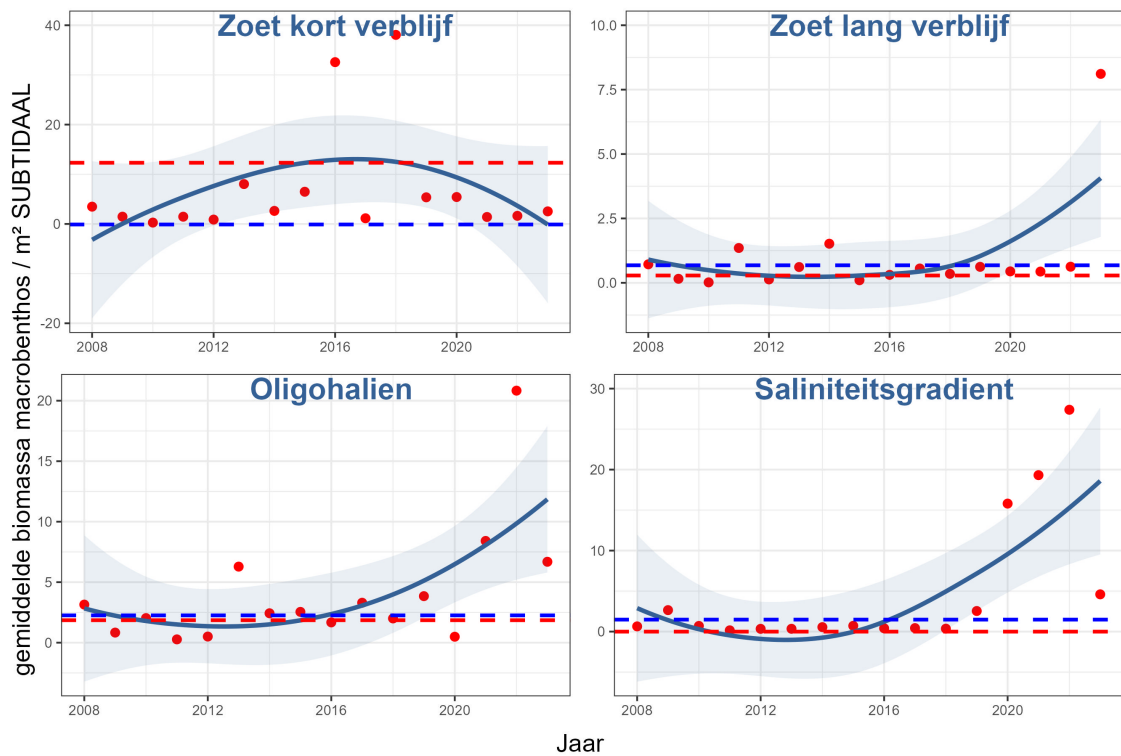 gemiddelde biomassa macrobenthos / m² SUBTIDAAL
Zoet kort verblijf
40
20
0
-20
2008 2012 2016 2020
Zoet lang verblijf
10.0
7.5
5.0
2.5
0.0
2008 2012 2016 2020
Oligohalien
20
15
10
5
0
2008 2012 2016 2020
Saliniteitsgradient
30
20
10
0
2008 2012 2016 2020
Jaar